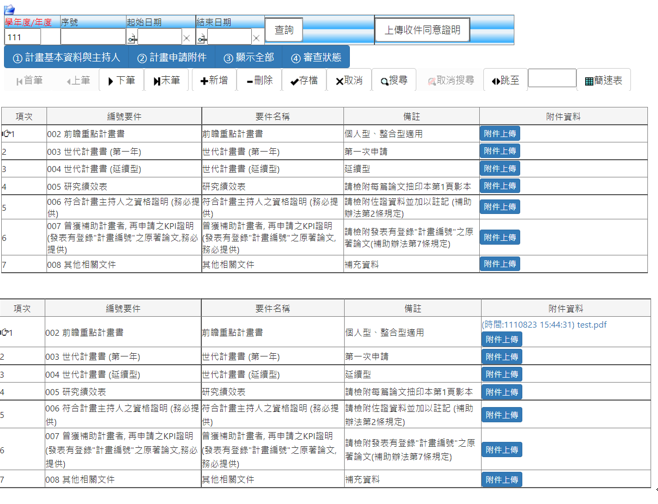 學年度/年度 序號 起始日期 結束日期
111 查詢 上傳收件同意證明
① 計畫基本資料與主持人 ② 計畫申請附件 ③ 顯示全部 ④ 審查狀態
首筆 上筆 下筆 末筆 新增 刪除 存檔 取消 搜尋 取消搜尋 跳至 簡速表
項次 編號要件 要件名稱 備註 附件資料
1 002 前瞻重點計畫書 前瞻重點計畫書 個人型、整合型適用 附件上傳
2 003 世代計畫書 (第一年) 世代計畫書 (第一年) 第一次申請 附件上傳
3 004 世代計畫書 (延續型) 世代計畫書 (延續型) 延續型 附件上傳
4 005 研究績效表 研究績效表 請檢附每篇論文抽印本第1頁影本 附件上傳
5 006 符合計畫主持人之資格證明 (務必提供) 符合計畫主持人之資格證明 (務必提供) 請檢附佐證資料並加以註記 (補助辦法第2條規定) 附件上傳
6 007 曾獲補助計畫者, 再申請之KPI證明 (發表有登錄"計畫編號"之原著論文,務必提供) 曾獲補助計畫者, 再申請之KPI證明 (發表有登錄"計畫編號"之原著論文,務必提供) 請檢附發表有登錄"計畫編號"之原著論文(補助辦法第7條規定) 附件上傳
7 008 其他相關文件 其他相關文件 補充資料 附件上傳
項次 編號要件 要件名稱 備註 附件資料
1 002 前瞻重點計畫書 前瞻重點計畫書 個人型、整合型適用 (時間:1110823 15:44:31) test.pdf
附件上傳
2 003 世代計畫書 (第一年) 世代計畫書 (第一年) 第一次申請 附件上傳
3 004 世代計畫書 (延續型) 世代計畫書 (延續型) 延續型 附件上傳
4 005 研究績效表 研究績效表 請檢附每篇論文抽印本第1頁影本 附件上傳
5 006 符合計畫主持人之資格證明 (務必提供) 符合計畫主持人之資格證明 (務必提供) 請檢附佐證資料並加以註記 (補助辦法第2條規定) 附件上傳
6 007 曾獲補助計畫者, 再申請之KPI證明 (發表有登錄"計畫編號"之原著論文,務必提供) 曾獲補助計畫者, 再申請之KPI證明 (發表有登錄"計畫編號"之原著論文,務必提供) 請檢附發表有登錄"計畫編號"之原著論文(補助辦法第7條規定) 附件上傳
7 008 其他相關文件 其他相關文件 補充資料 附件上傳